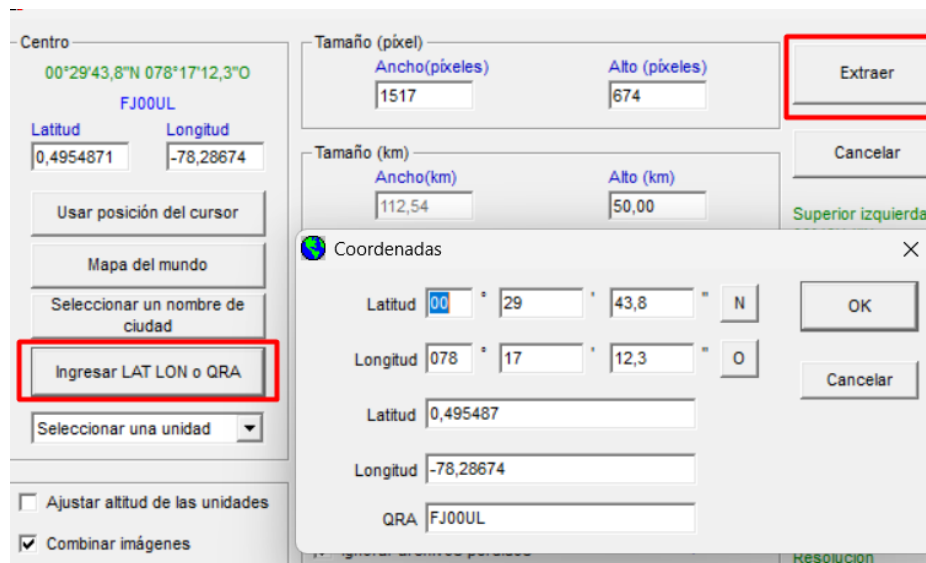 Centro
00°29'43,8"N 078°17'12,3"O
FJ00UL
Latitud Longitud
0,4954871 -78,28674
Usar posición del cursor
Mapa del mundo
Seleccionar un nombre de
ciudad
Ingresar LAT LON o QRA
Seleccionar una unidad
Ajustar altitud de las unidades
Combinar imágenes
Tamaño (píxel)
Ancho(píxeles) Alto (píxeles)
1517 674
Tamaño (km)
Ancho(km) Alto (km)
112,54 50,00
Extraer
Cancelar
Superior izquierda
Coordenadas
Latitud 00 ° 29 ' 43,8 " N
Longitud 078 ° 17 ' 12,3 " O
Latitud 0,495487
Longitud -78,28674
QRA FJ00UL
OK
Cancelar
Resolución